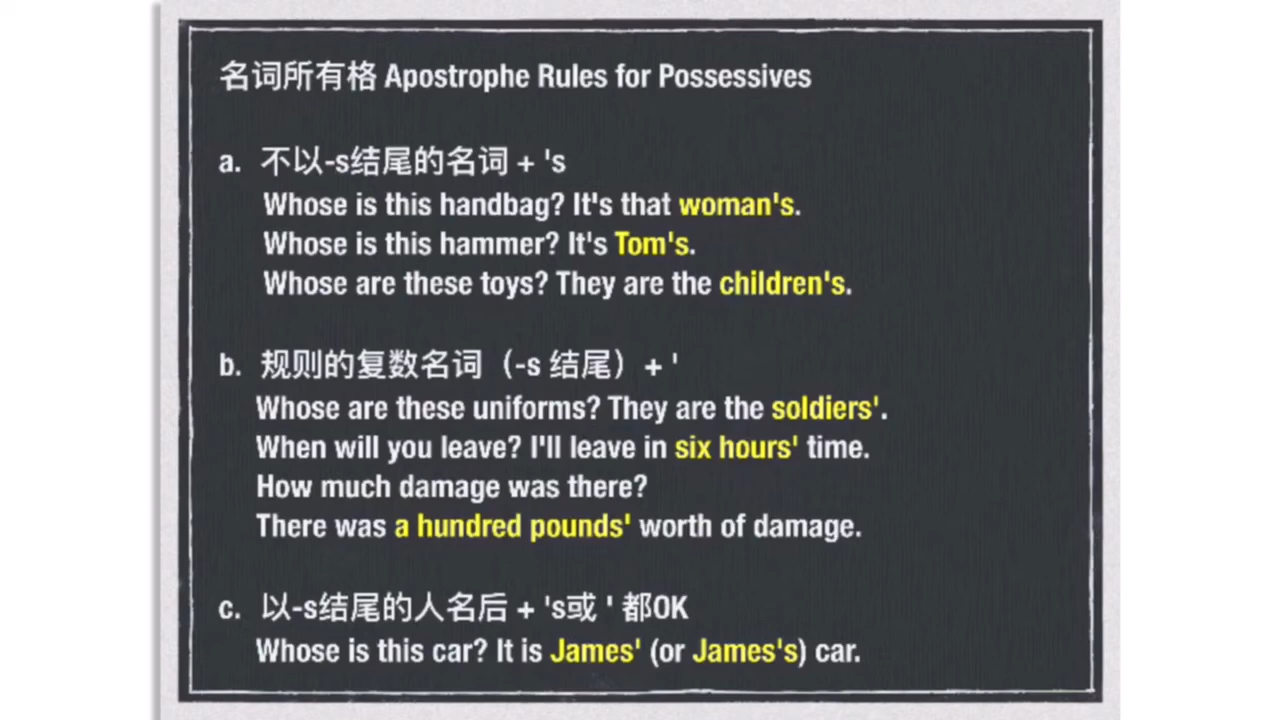 名词所有格 Apostrophe Rules for Possessives
a. 不以-s结尾的名词 + 's
Whose is this handbag? It's that woman's.
Whose is this hammer? It's Tom's.
Whose are these toys? They are the children's.
b. 规则的复数名词（-s 结尾）+ '
Whose are these uniforms? They are the soldiers'.
When will you leave? I'll leave in six hours' time.
How much damage was there?
There was a hundred pounds' worth of damage.
c. 以-s结尾的人名后 + 's或 ' 都OK
Whose is this car? It is James' (or James's) car.